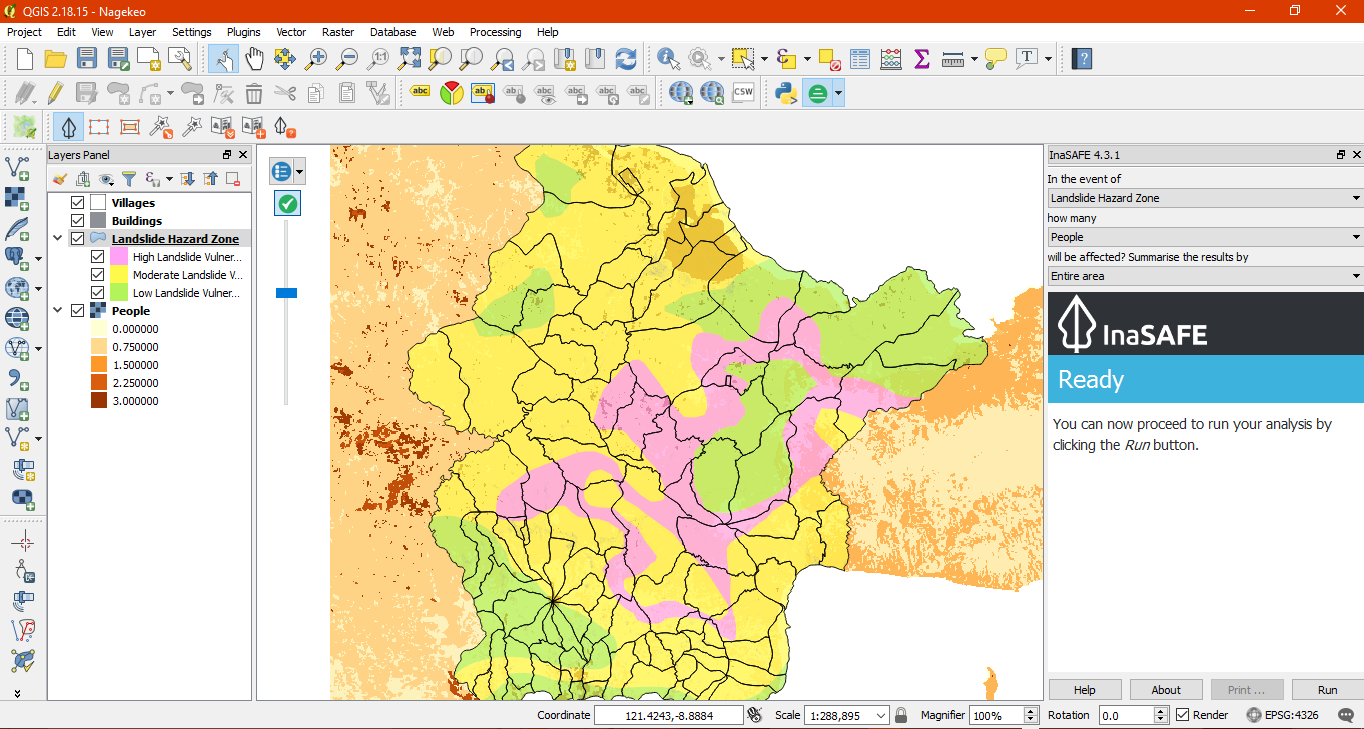 QGIS 2.18.15 - Nagekeo
Project Edit View Layer Settings Plugins Vector Raster Database Web Processing Help
abc
CSW
Layers Panel
Villages
Buildings
Landslide Hazard Zone
High Landslide Vulner...
Moderate Landslide V...
Low Landslide Vulner...
People
0.000000
0.750000
1.500000
2.250000
3.000000
InaSAFE 4.3.1
In the event of
Landslide Hazard Zone
how many
People
will be affected? Summarise the results by
Entire area
InaSAFE
Ready
You can now proceed to run your analysis by
clicking the Run button.
Help About Print ... Run
Coordinate 121.4243,-8.8884 Scale 1:288,895 Magnifier 100% Rotation 0.0 Render EPSG:4326